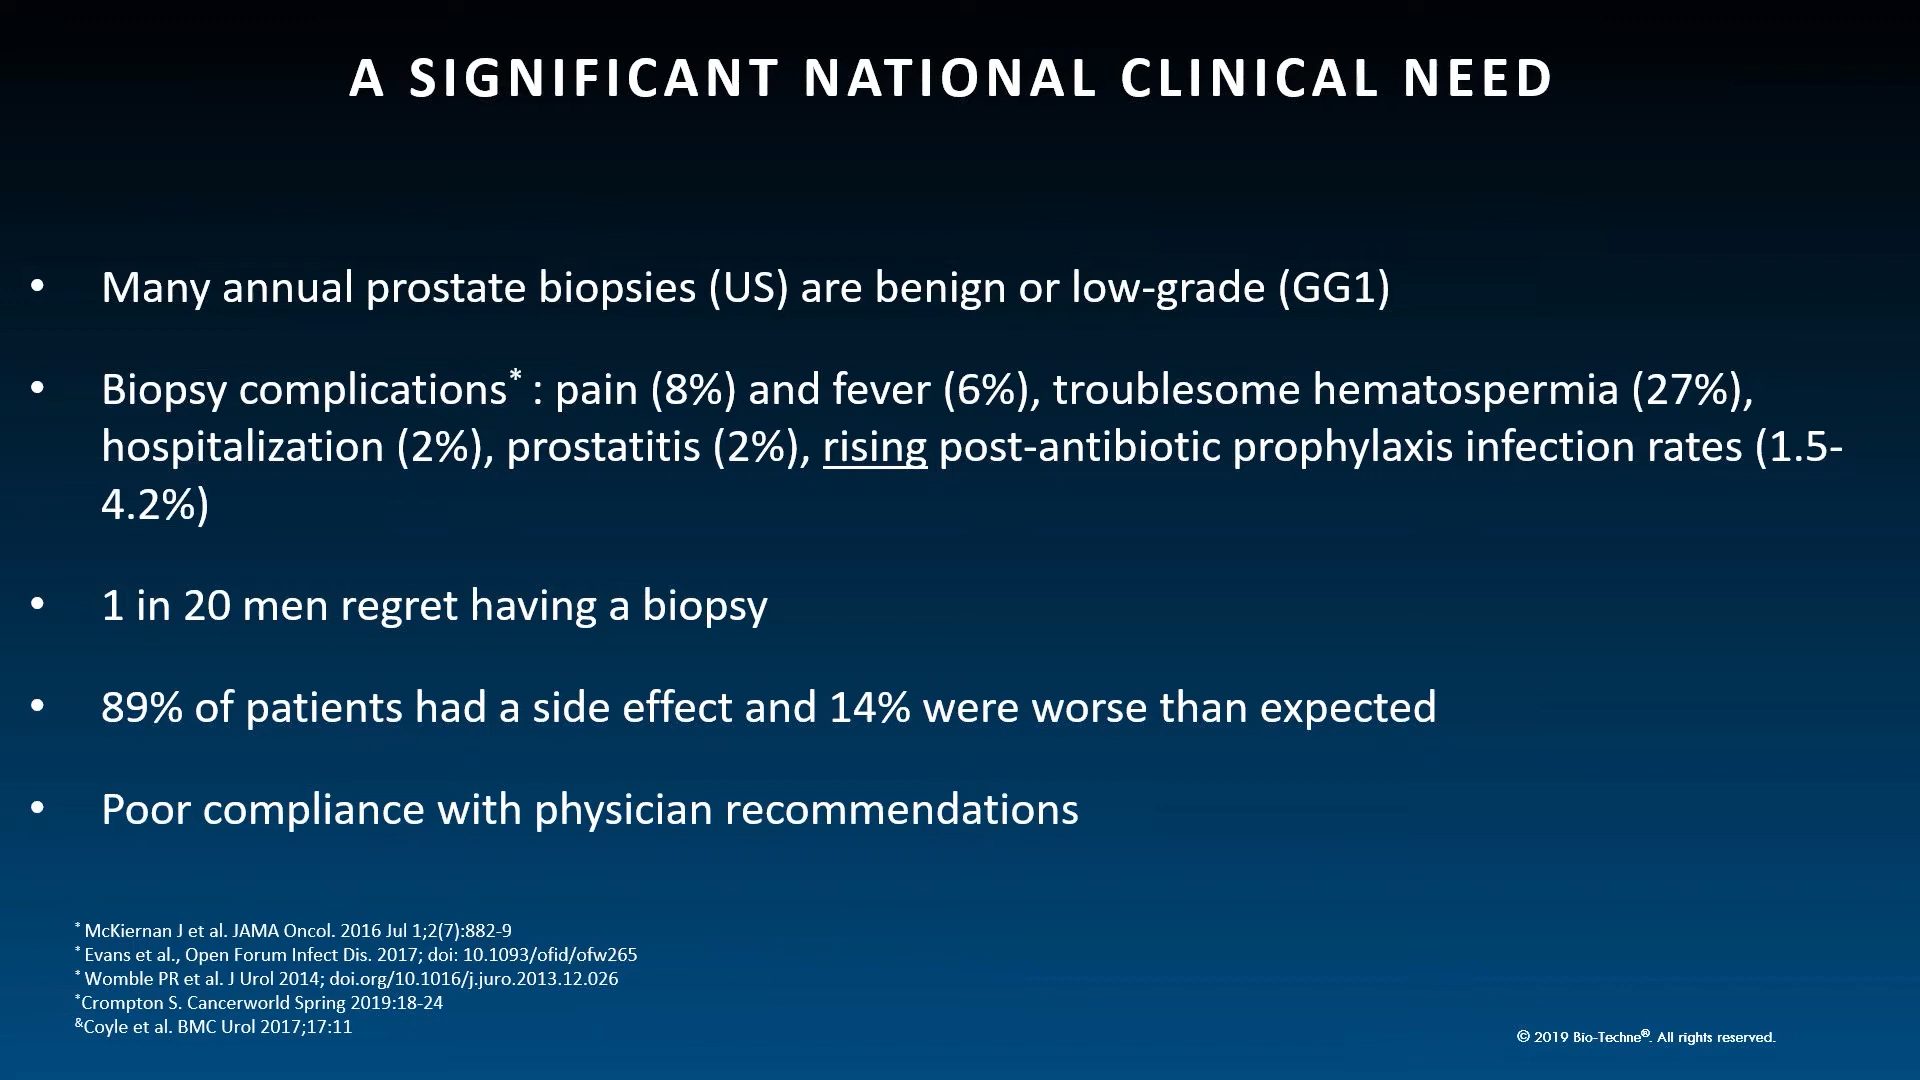 A SIGNIFICANT NATIONAL CLINICAL NEED
• Many annual prostate biopsies (US) are benign or low-grade (GG1)
• Biopsy complications* : pain (8%) and fever (6%), troublesome hematospermia (27%),
hospitalization (2%), prostatitis (2%), rising post-antibiotic prophylaxis infection rates (1.5-
4.2%)
• 1 in 20 men regret having a biopsy
• 89% of patients had a side effect and 14% were worse than expected
• Poor compliance with physician recommendations
* McKiernan J et al. JAMA Oncol. 2016 Jul 1;2(7):882-9
* Evans et al., Open Forum Infect Dis. 2017; doi: 10.1093/ofid/ofw265
* Womble PR et al. J Urol 2014; doi.org/10.1016/j.juro.2013.12.026
*Crompton S. Cancerworld Spring 2019:18-24
&Coyle et al. BMC Urol 2017;17:11
© 2019 Bio-Techne®. All rights reserved.